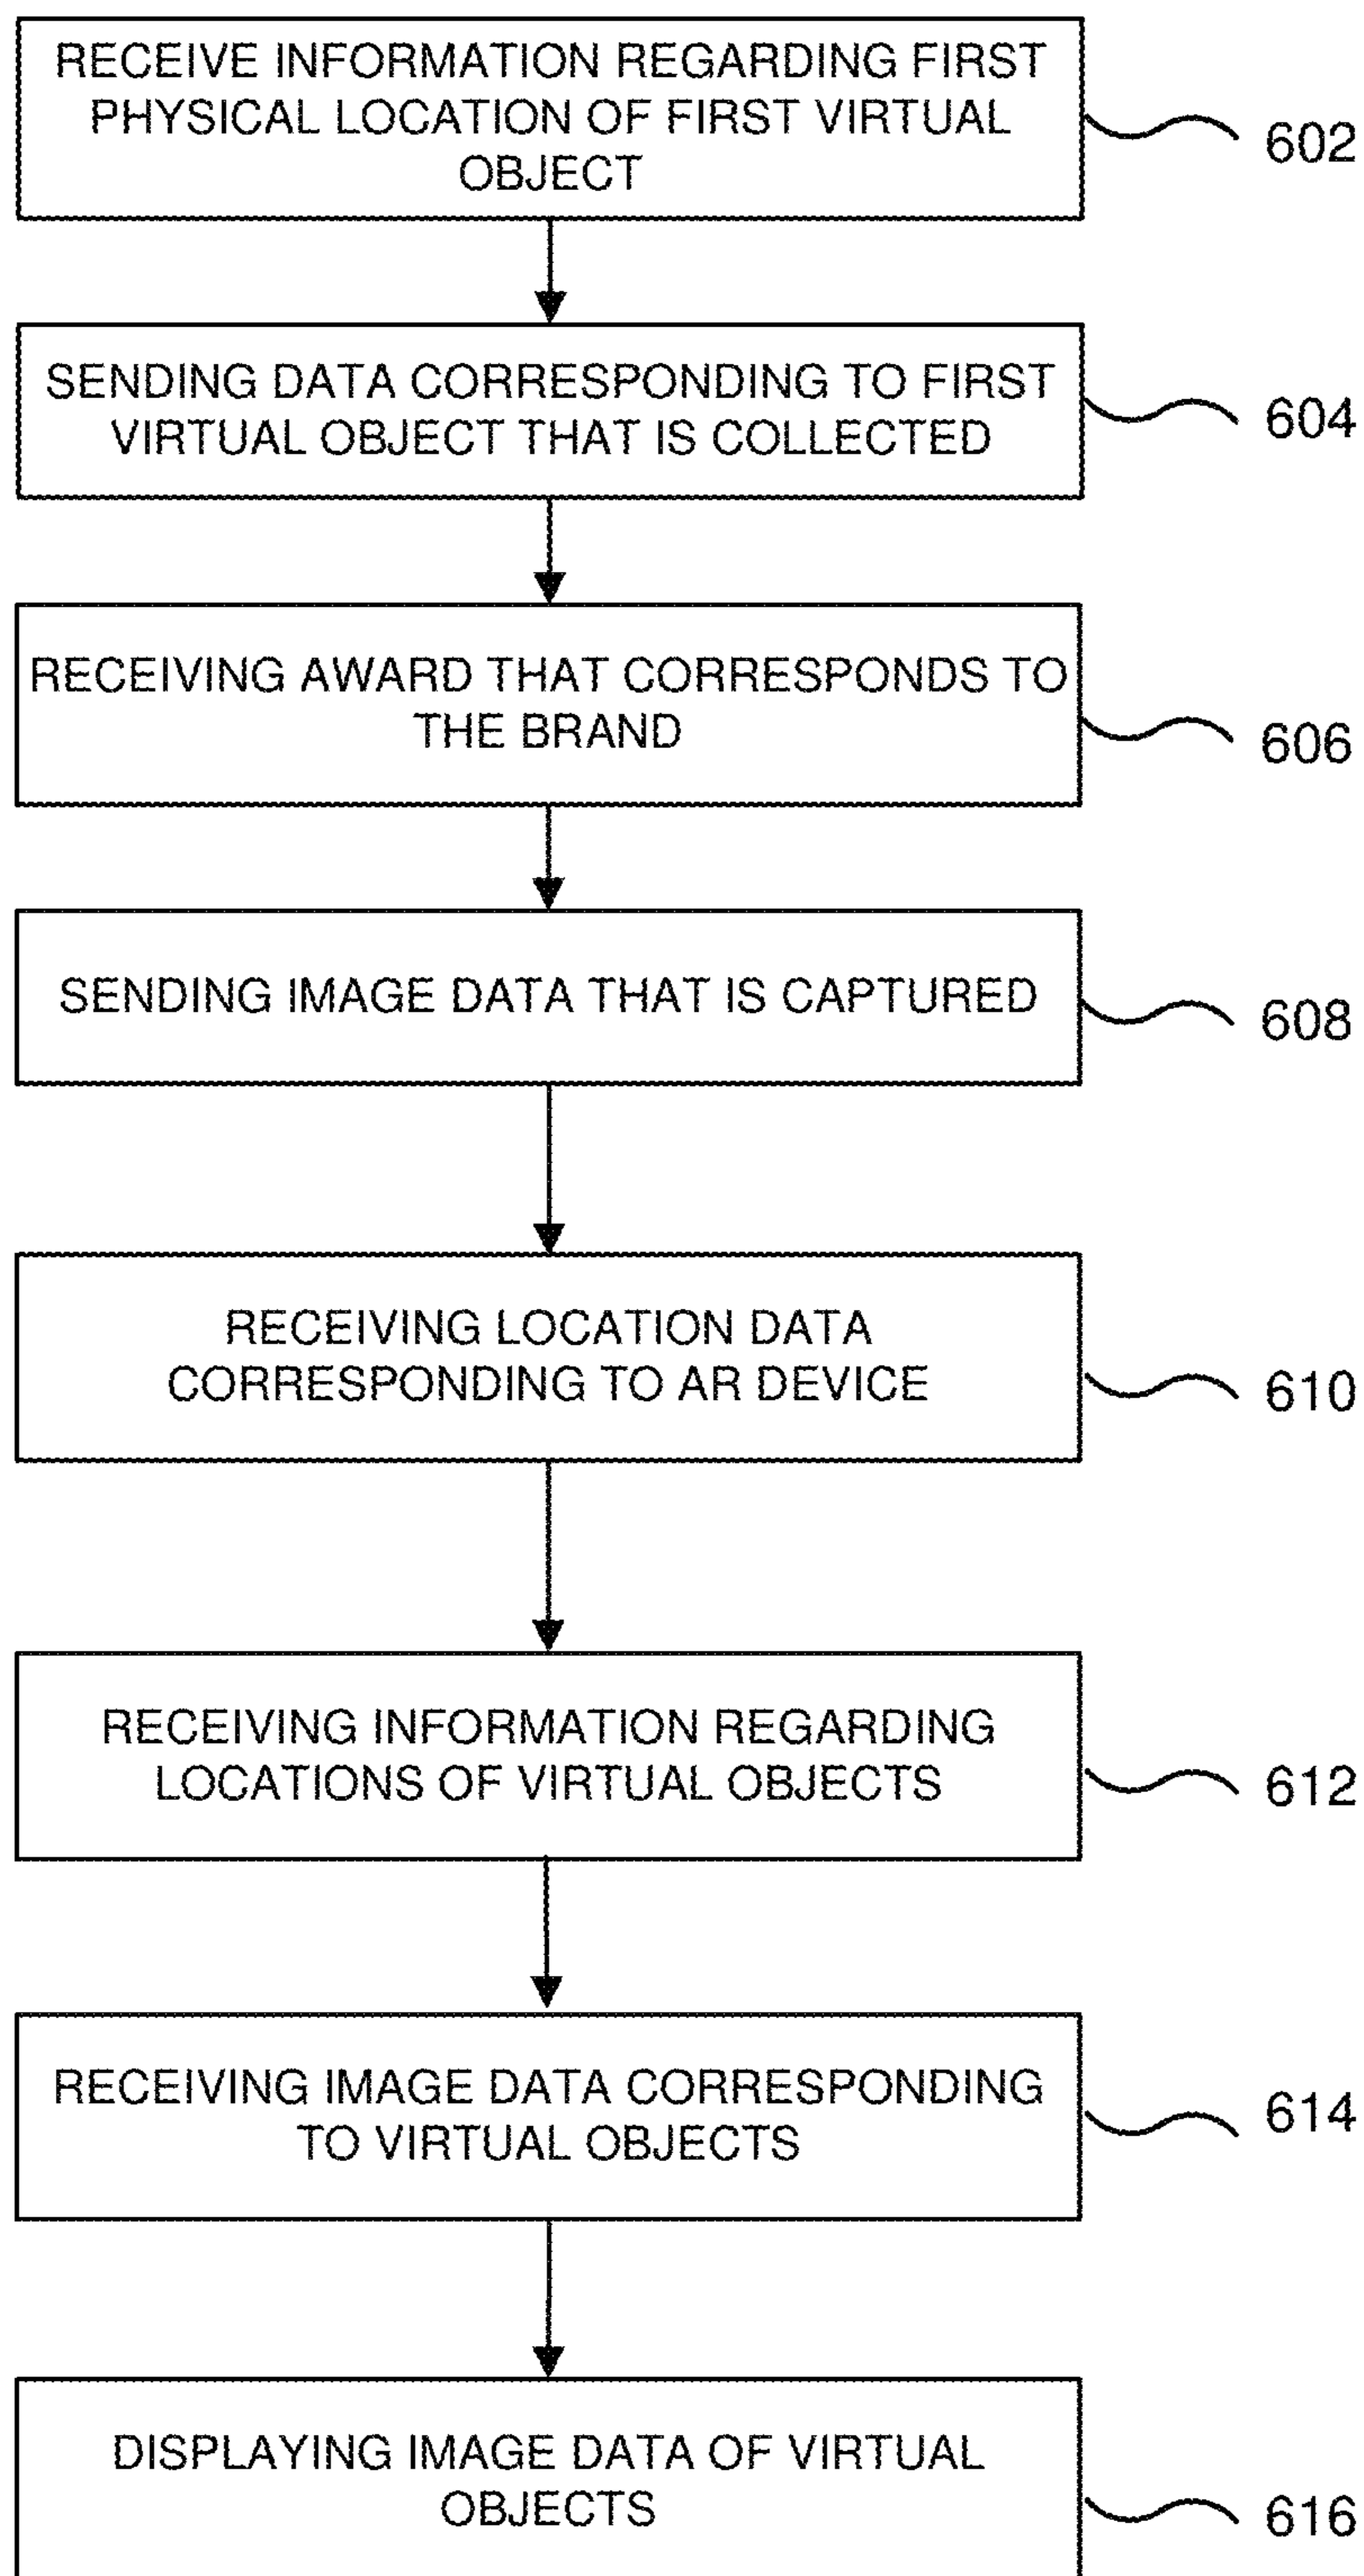 RECEIVE INFORMATION REGARDING FIRST
PHYSICAL LOCATION OF FIRST VIRTUAL
OBJECT
602
SENDING DATA CORRESPONDING TO FIRST
VIRTUAL OBJECT THAT IS COLLECTED
604
RECEIVING AWARD THAT CORRESPONDS TO
THE BRAND
606
SENDING IMAGE DATA THAT IS CAPTURED
608
RECEIVING LOCATION DATA
CORRESPONDING TO AR DEVICE
610
RECEIVING INFORMATION REGARDING
LOCATIONS OF VIRTUAL OBJECTS
612
RECEIVING IMAGE DATA CORRESPONDING
TO VIRTUAL OBJECTS
614
DISPLAYING IMAGE DATA OF VIRTUAL
OBJECTS
616